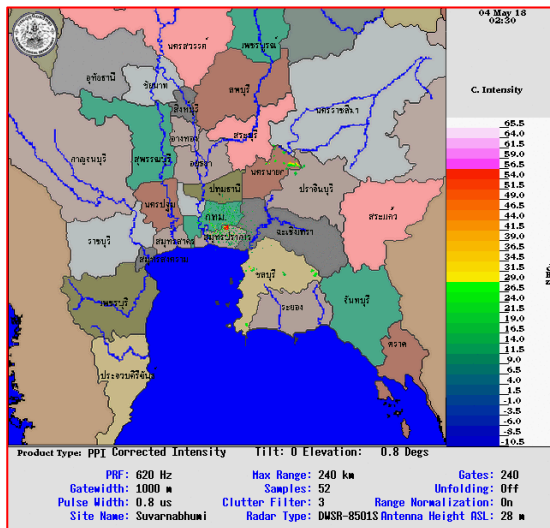 04 May 18
02:30
C. Intensity
นครสวรรค์
เพชรบูรณ์
อุทัยธานี
ชัยนาท
ลพบุรี
นครราชสีมา
สิงห์บุรี
อ่างทอง
สระบุรี
กาญจนบุรี
สุพรรณบุรี
อยุธยา
นครนายก
ปทุมธานี
ปราจีนบุรี
นครปฐม
กทม.
สระแก้ว
ราชบุรี
สมุทรสาคร
สมุทรปราการ
ฉะเชิงเทรา
เพชรบุรี
ชลบุรี
ระยอง
จันทบุรี
ตราด
ประจวบคีรีขันธ์
65.5
64.0
61.5
59.0
56.5
54.0
51.5
49.0
46.5
44.0
41.5
39.0
36.5
34.0
31.5
29.0
26.5
24.0
21.5
19.0
16.5
14.0
11.5
9.0
6.5
4.0
1.5
-0.5
-3.0
-5.5
-8.0
-10.5
Product Type: PPI Corrected Intensity Tilt: 0 Elevation: 0.8 Degs
PRF: 620 Hz Max Range: 240 km Gates: 240
Gatewidth: 1000 m Samples: 52 Unfolding: Off
Pulse Width: 0.8 us Clutter Filter: 3 Range Normalization: On
Site Name: Suvarnabhumi Radar Type: DWSR-8501S Antenna Height ASL: 28 m